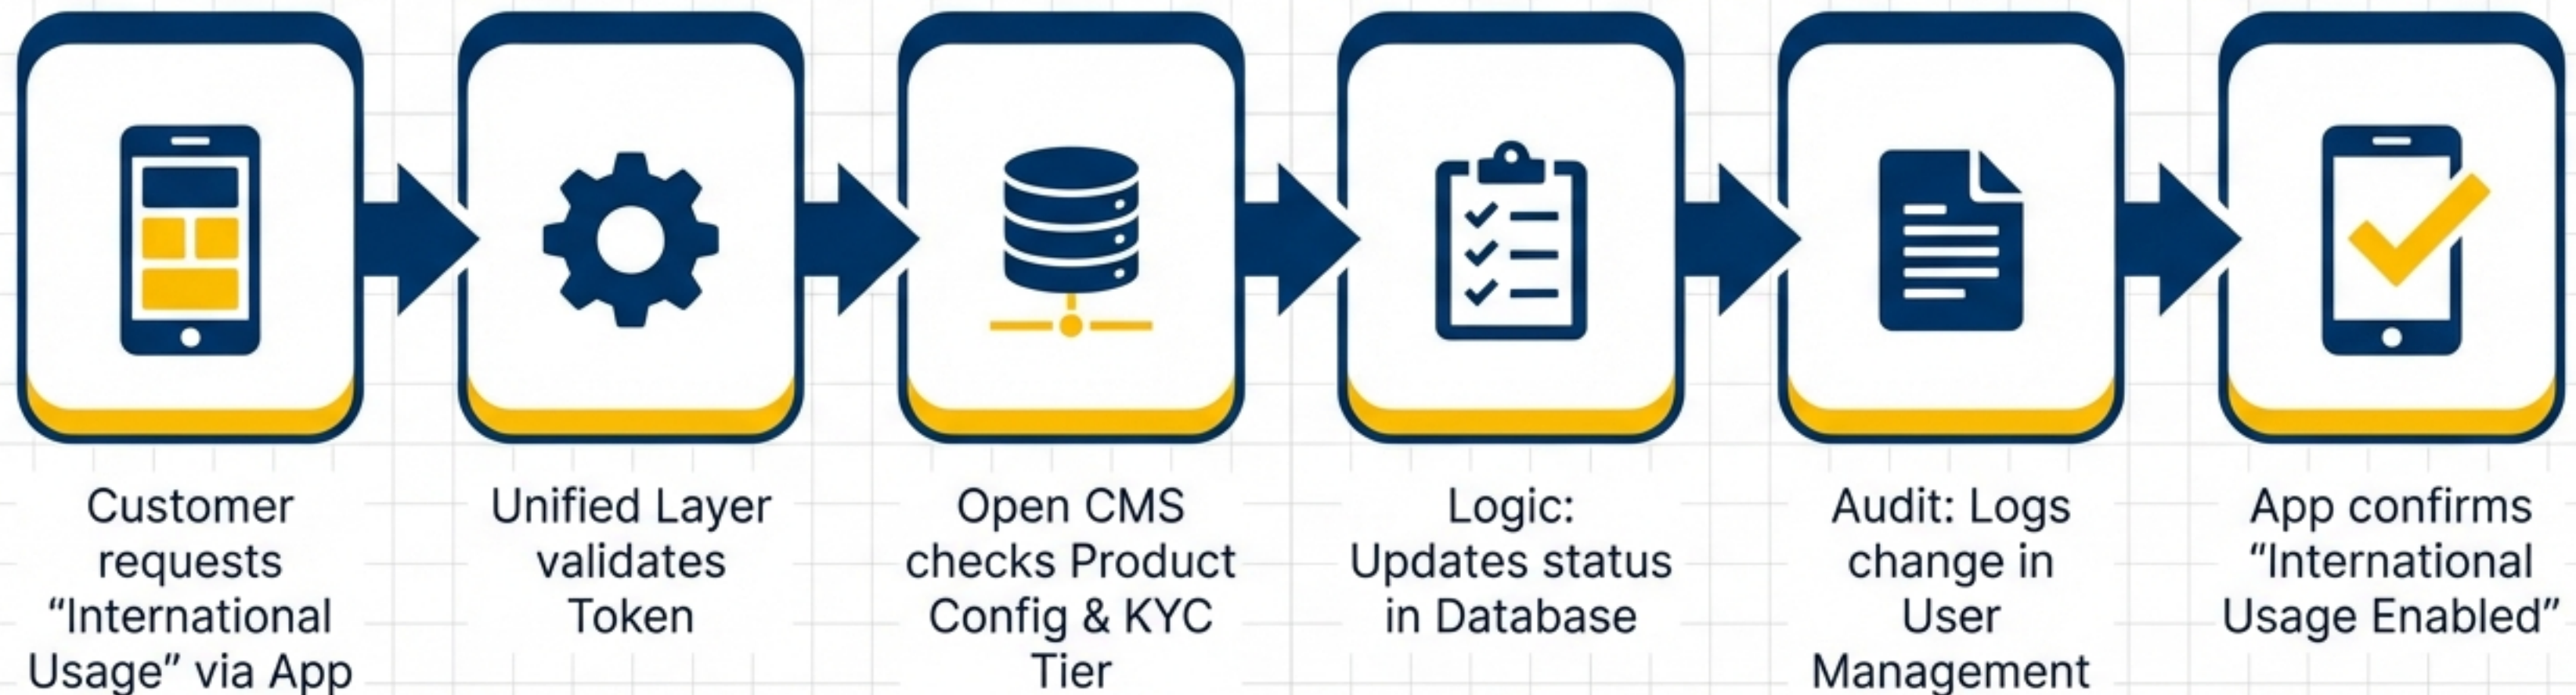 Customer
requests
“International
Usage” via App
Unified Layer
validates
Token
Open CMS
checks Product
Config & KYC
Tier
Logic:
Updates status
in Database
Audit: Logs
change in
User
Management
App confirms
“International
Usage Enabled”